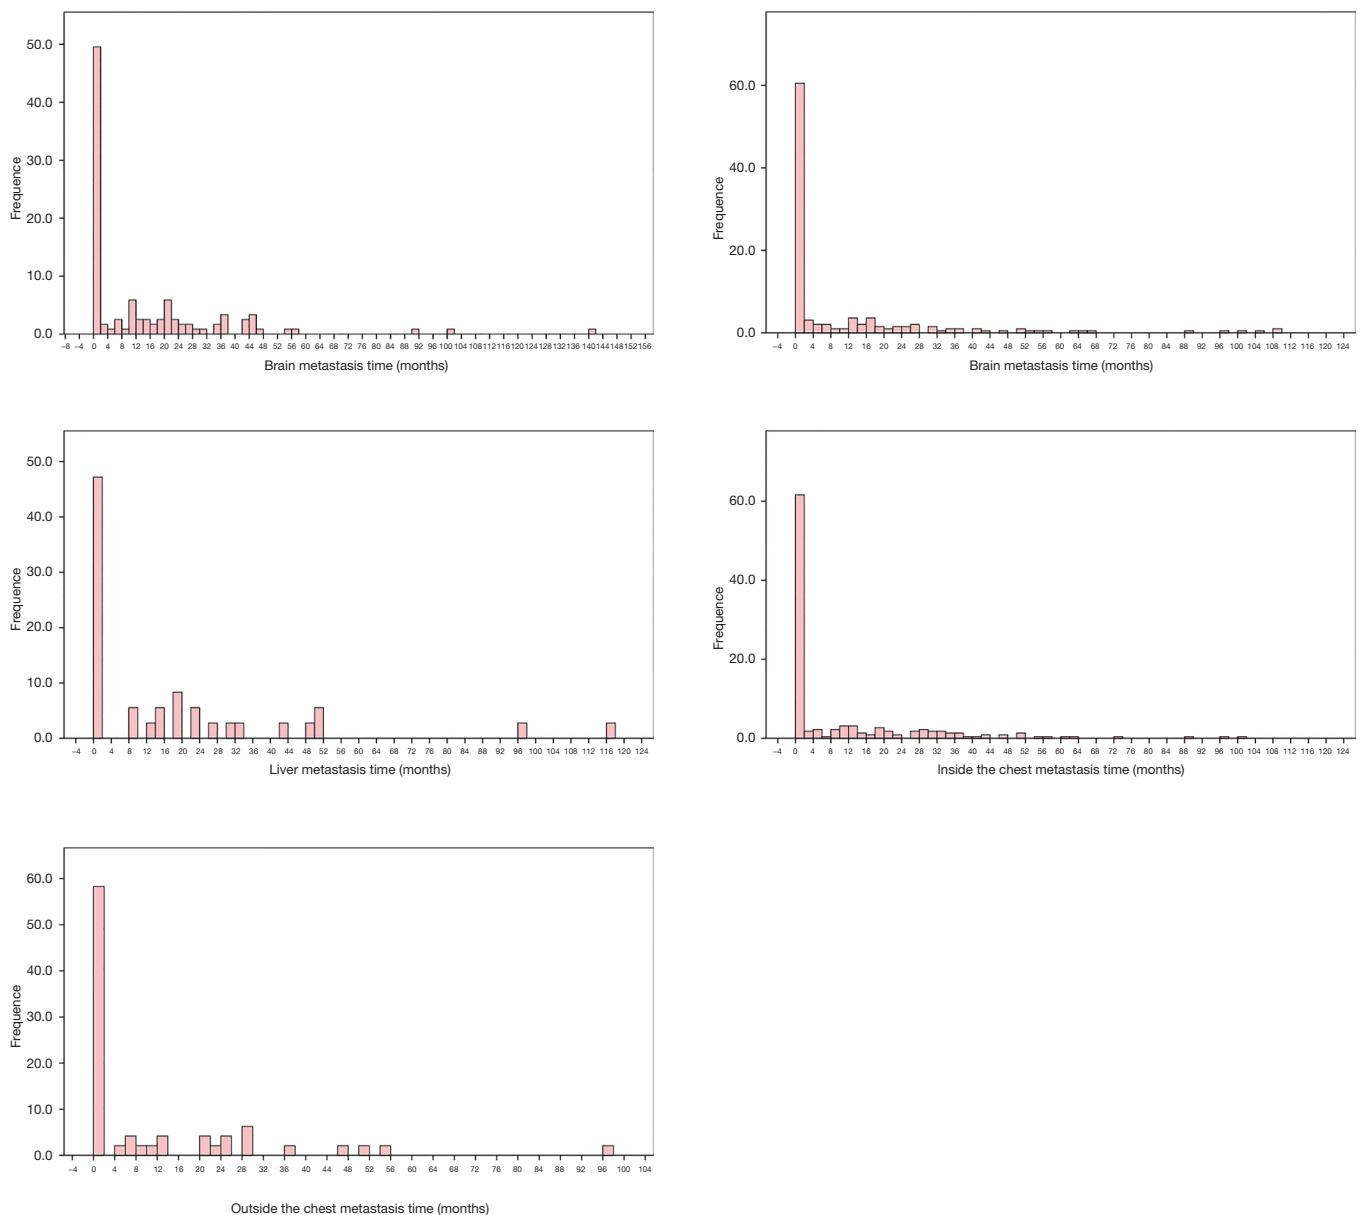 50.0
40.0
30.0
20.0
10.0
0.0
Frequence
−8 −4 0 4 8 12 16 20 24 28 32 36 40 44 48 52 56 60 64 68 72 76 80 84 88 92 96 100 104 108 112 116 120 124 128 132 136 140 144 148 152 156
Brain metastasis time (months)
60.0
40.0
20.0
0.0
Frequence
−4 0 4 8 12 16 20 24 28 32 36 40 44 48 52 56 60 64 68 72 76 80 84 88 92 96 100 104 108 112 116 120 124
Brain metastasis time (months)
50.0
40.0
30.0
20.0
10.0
0.0
Frequence
−4 0 4 8 12 16 20 24 28 32 36 40 44 48 52 56 60 64 68 72 76 80 84 88 92 96 100 104 108 112 116 120 124
Liver metastasis time (months)
60.0
40.0
20.0
0.0
Frequence
−4 0 4 8 12 16 20 24 28 32 36 40 44 48 52 56 60 64 68 72 76 80 84 88 92 96 100 104 108 112 116 120 124
Inside the chest metastasis time (months)
60.0
50.0
40.0
30.0
20.0
10.0
0.0
Frequence
−4 0 4 8 12 16 20 24 28 32 36 40 44 48 52 56 60 64 68 72 76 80 84 88 92 96 100 104
Outside the chest metastasis time (months)